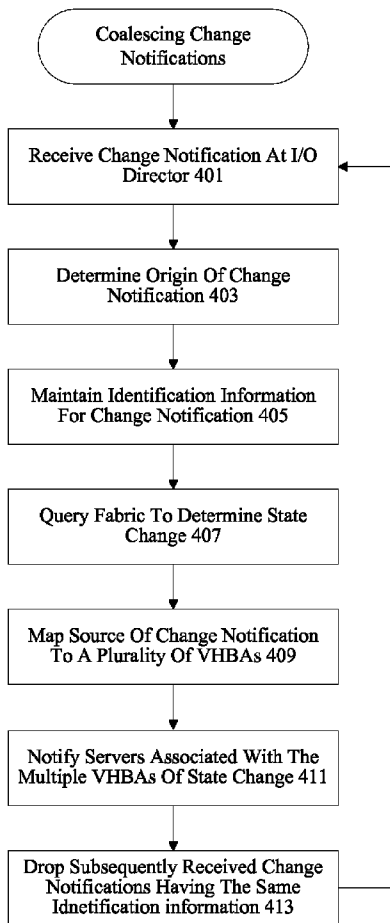 Coalescing Change
Notifications
Receive Change Notification At I/O
Director 401
Determine Origin Of Change
Notification 403
Maintain Identification Information
For Change Notification 405
Query Fabric To Determine State
Change 407
Map Source Of Change Notification
To A Plurality Of VHBAs 409
Notify Servers Associated With The
Multiple VHBAs Of State Change 411
Drop Subsequently Received Change
Notifications Having The Same
Idnetification information 413